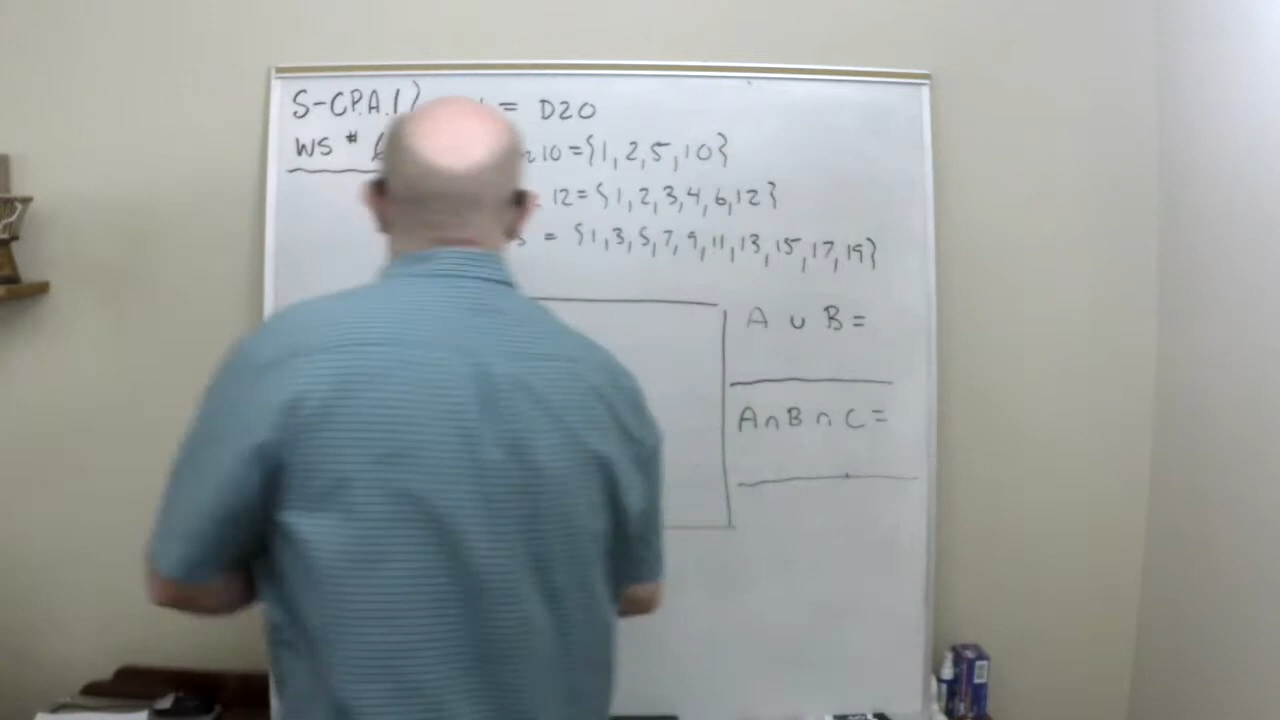 S-CP.A.1) = D20
WS #
10={1, 2, 5, 10}
12={1, 2, 3, 4, 6, 12}
= {1, 3, 5, 7, 9, 11, 13, 15, 17, 19}
A ∪ B =
A∩B∩C=